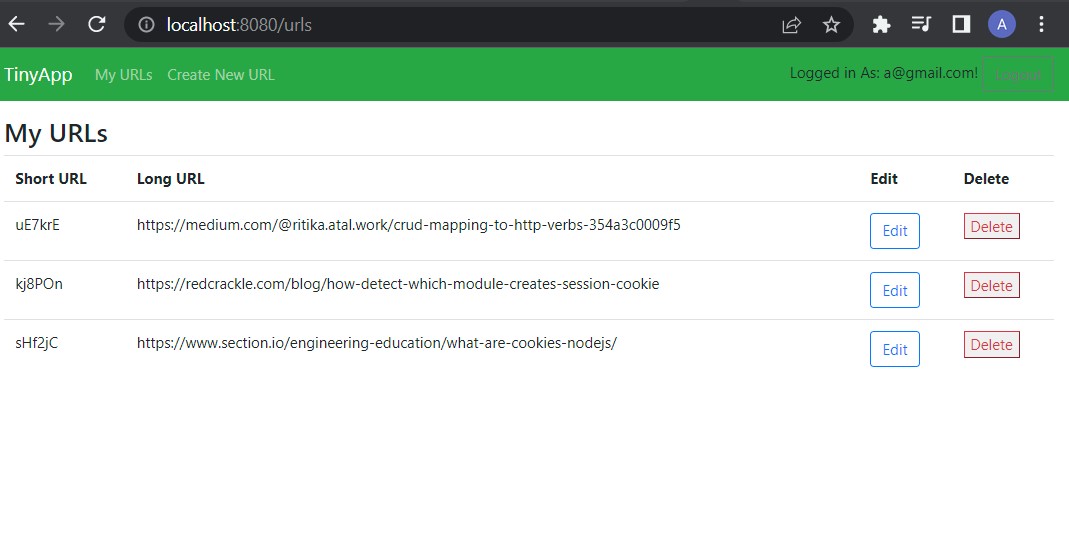 localhost:8080/urls
A
TinyApp My URLs Create New URL Logged in As: a@gmail.com! Logout
My URLs
Short URL Long URL Edit Delete
uE7krE https://medium.com/@ritika.atal.work/crud-mapping-to-http-verbs-354a3c0009f5 Edit Delete
kj8POn https://redcrackle.com/blog/how-detect-which-module-creates-session-cookie Edit Delete
sHf2jC https://www.section.io/engineering-education/what-are-cookies-nodejs/ Edit Delete